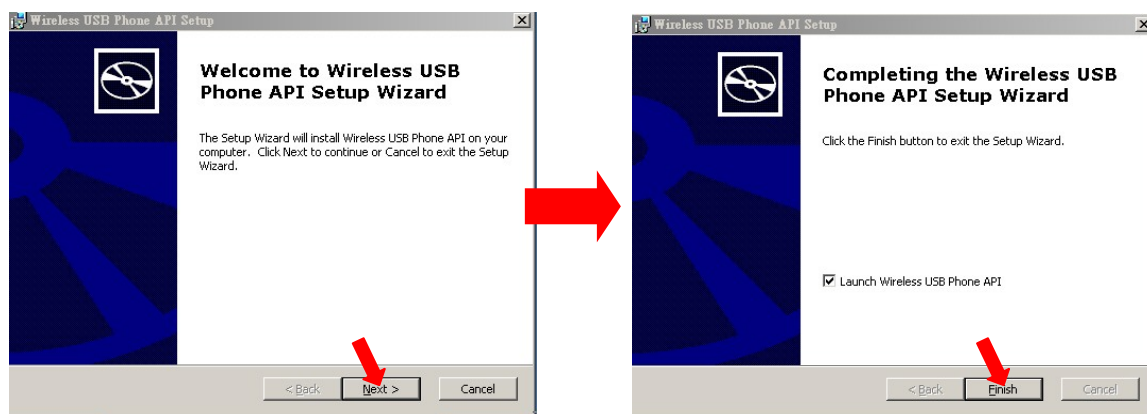 Wireless USB Phone API Setup
Welcome to Wireless USB
Phone API Setup Wizard
The Setup Wizard will install Wireless USB Phone API on your
computer. Click Next to continue or Cancel to exit the Setup
Wizard.
< Back Next > Cancel
Wireless USB Phone API Setup
Completing the Wireless USB
Phone API Setup Wizard
Click the Finish button to exit the Setup Wizard.
Launch Wireless USB Phone API
< Back Finish Cancel